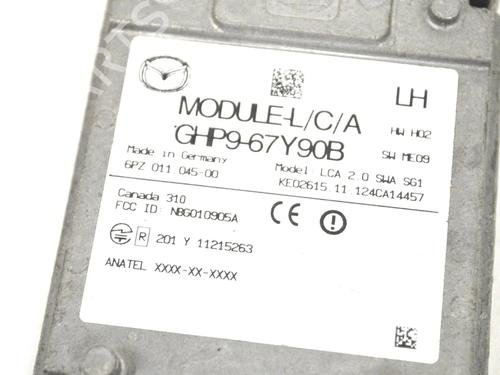 LH
MODULE-L/C/A
GHP9-67Y90B
HW H02
SW ME09
Made in Germany
6PZ 011 045-00
Model: LCA 2.0 SWA SG1
KE02615 11 124CA14457
Canada 310
FCC ID: NBG010905A
CE
R 201 Y 11215263
ANATEL XXXX-XX-XXXX